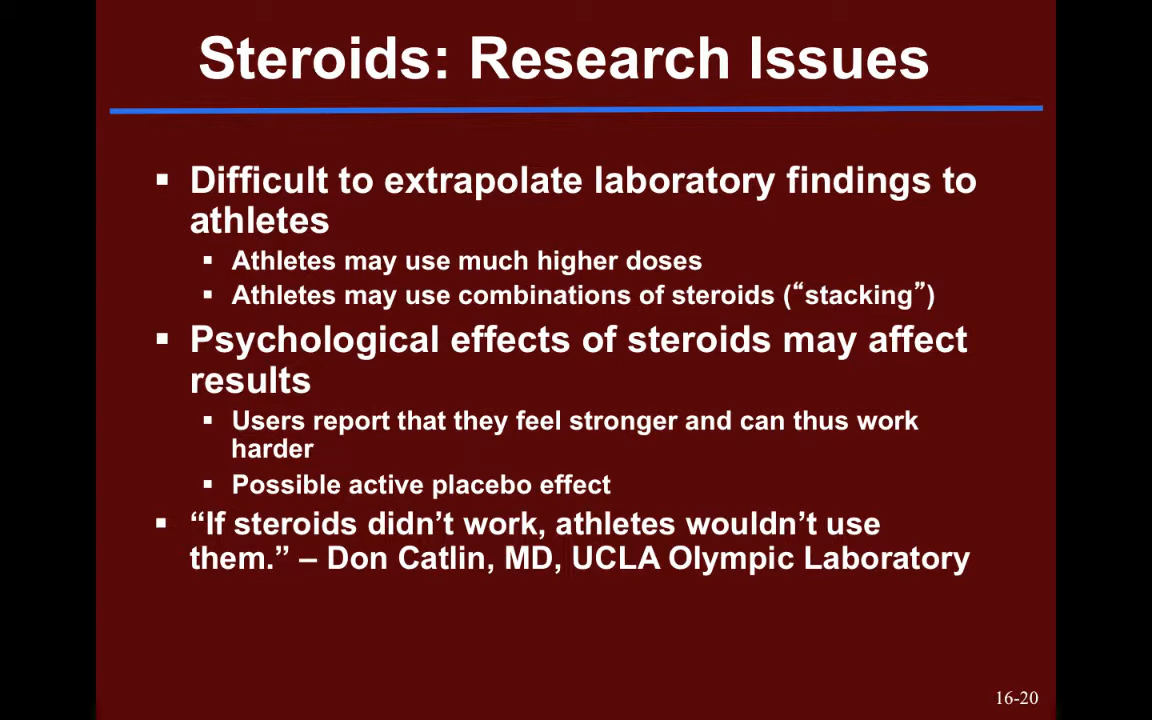 Steroids: Research Issues
▪ Difficult to extrapolate laboratory findings to
athletes
▪ Athletes may use much higher doses
▪ Athletes may use combinations of steroids (“stacking”)
▪ Psychological effects of steroids may affect
results
▪ Users report that they feel stronger and can thus work
harder
▪ Possible active placebo effect
▪ “If steroids didn’t work, athletes wouldn’t use
them.” – Don Catlin, MD, UCLA Olympic Laboratory
16-20